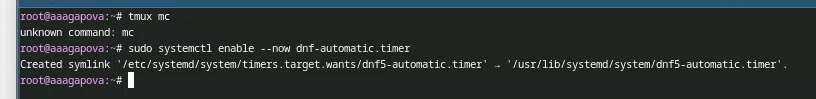 root@aaagapova:~# tmux mc
unknown command: mc
root@aaagapova:~# sudo systemctl enable --now dnf-automatic.timer
Created symlink '/etc/systemd/system/timers.target.wants/dnf5-automatic.timer' → '/usr/lib/systemd/system/dnf5-automatic.timer'.
root@aaagapova:~#